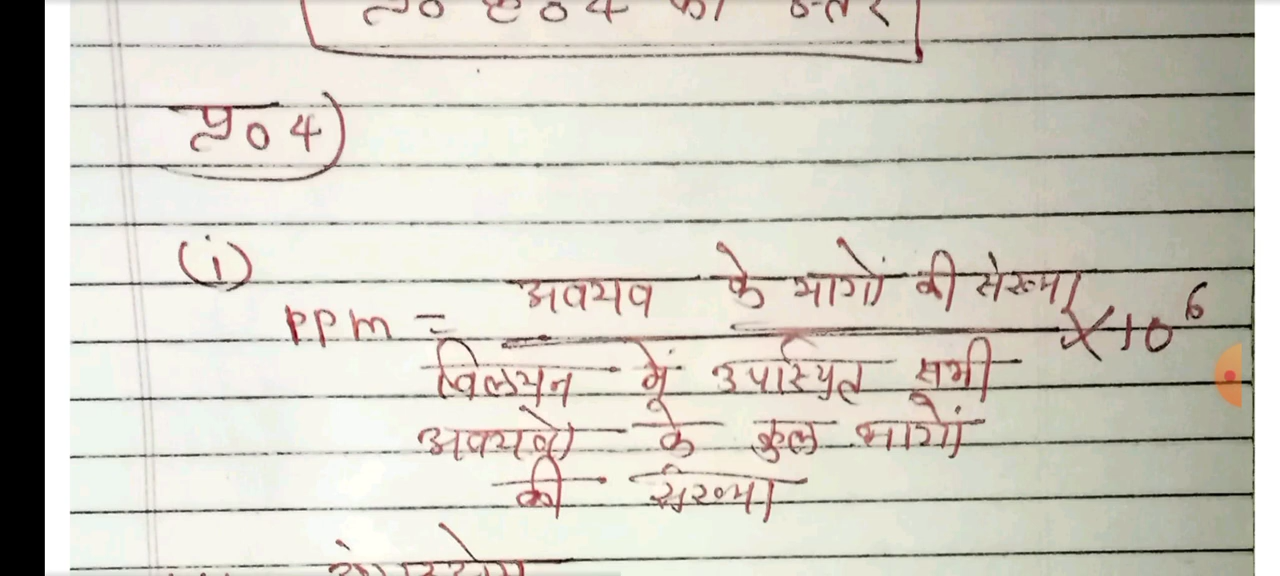 प्र० 4)
(i)
ppm = अवयव के भागों की संख्या × 10⁶
विलयन में उपस्थित सभी
अवयवों के कुल भागों
की संख्या